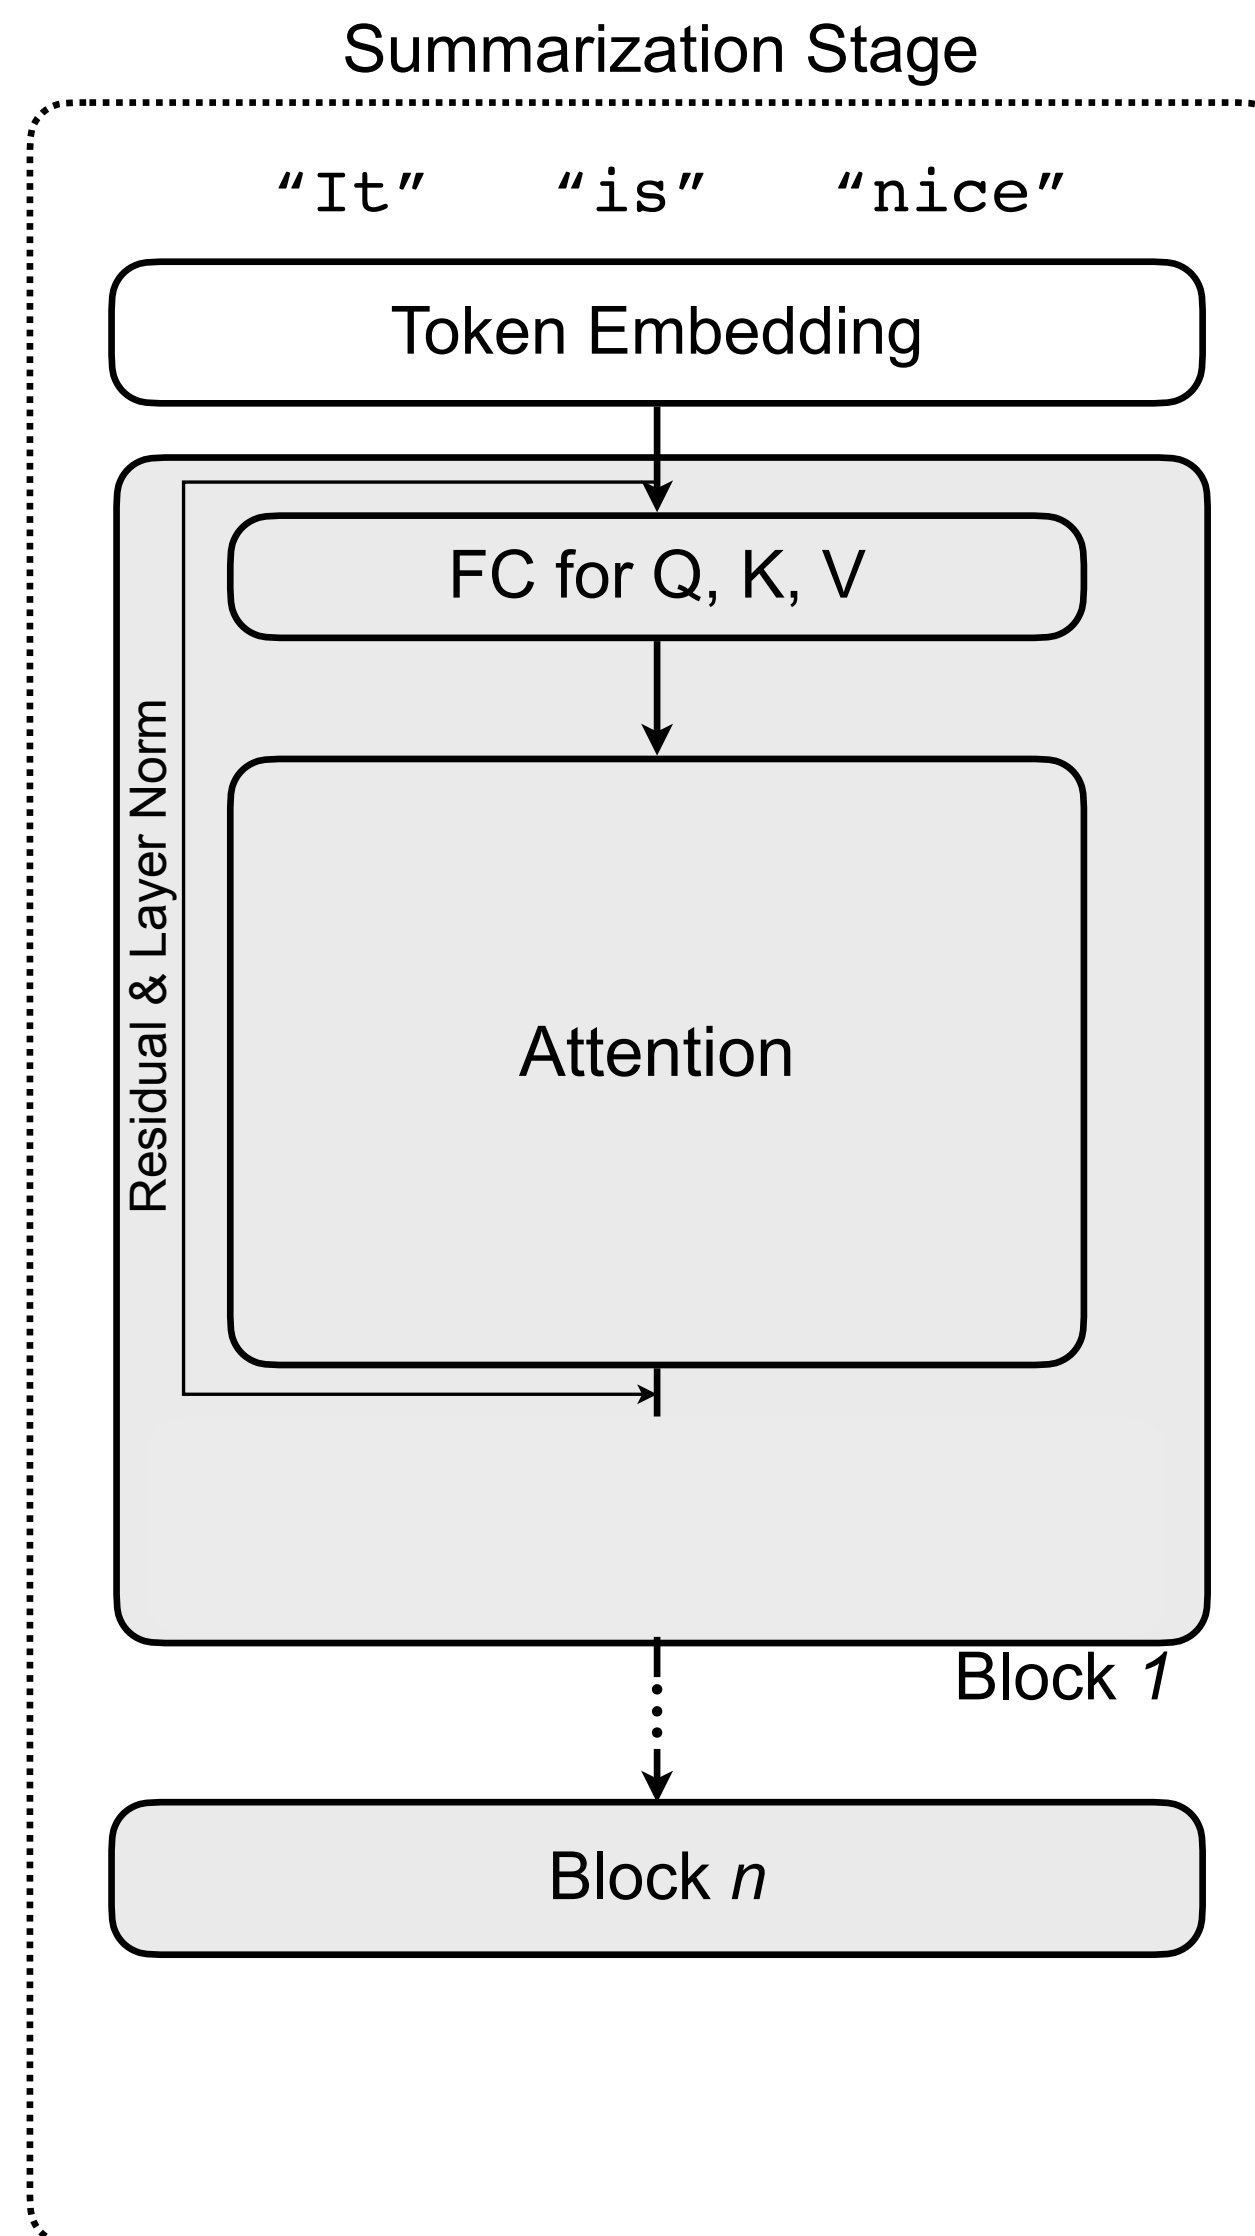 Summarization Stage
“It” “is” “nice”
Token Embedding
FC for Q, K, V
Residual & Layer Norm
Attention
Block 1
Block n